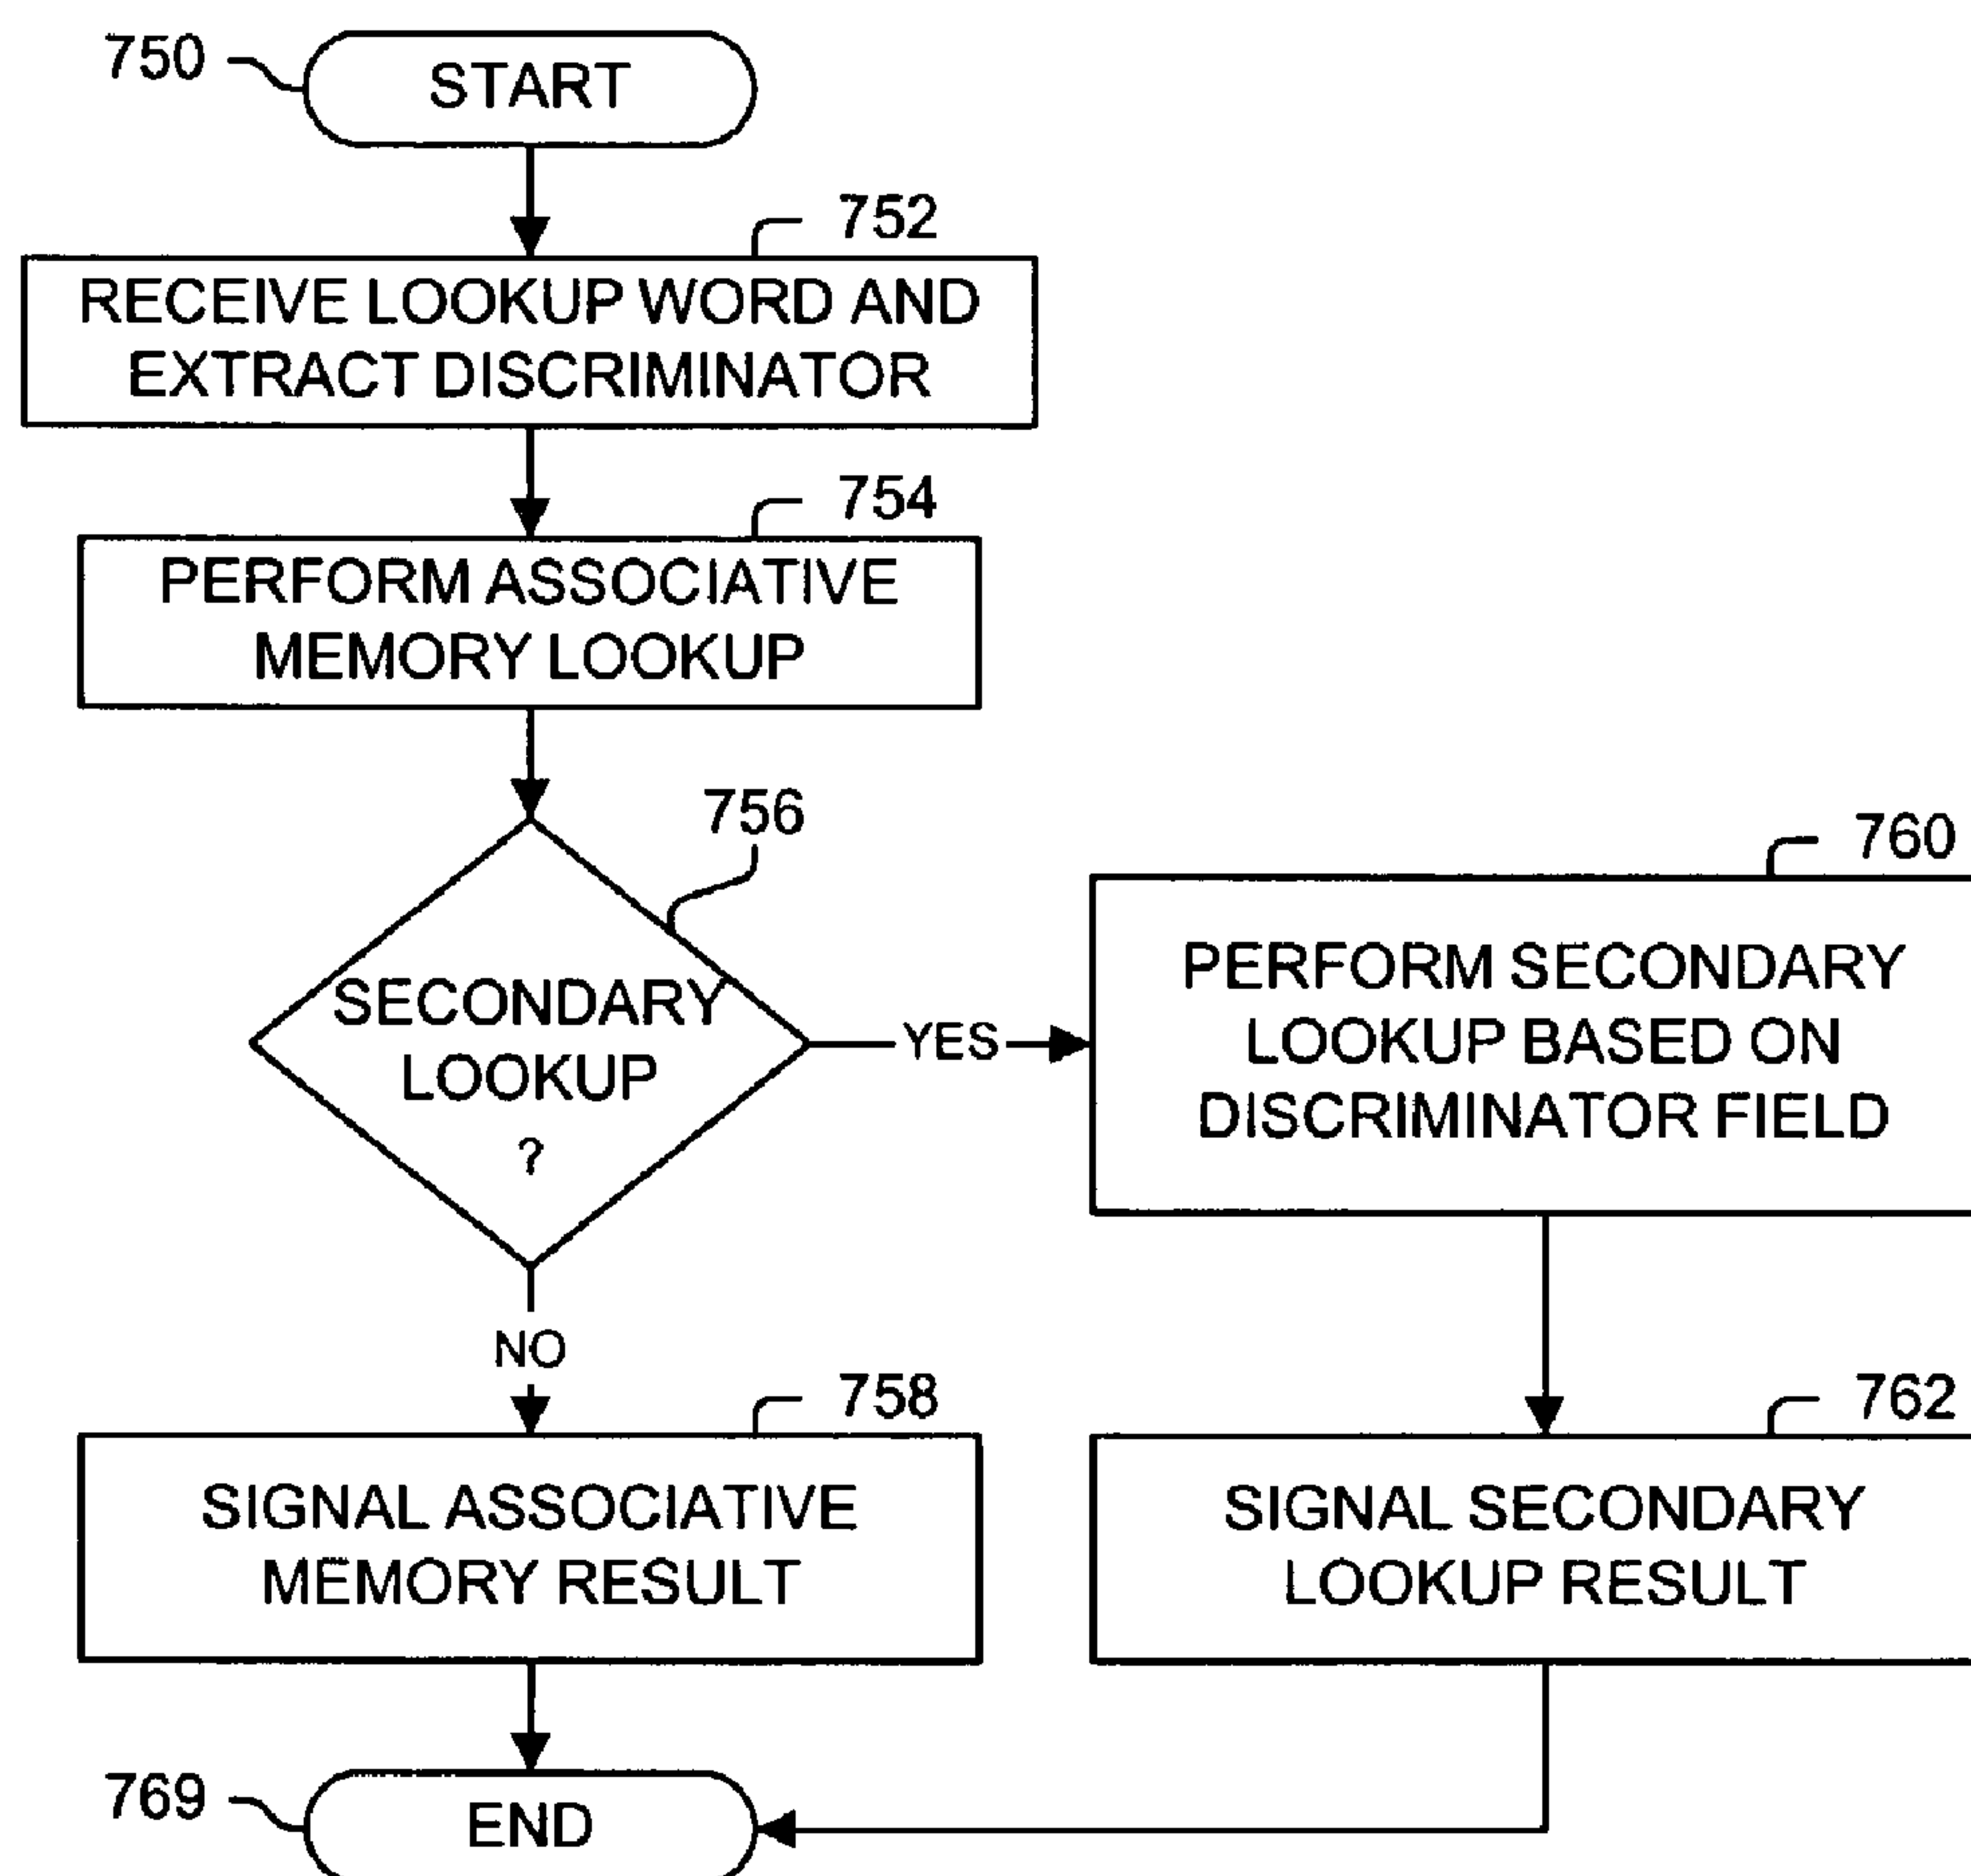 750
START
752
RECEIVE LOOKUP WORD AND
EXTRACT DISCRIMINATOR
754
PERFORM ASSOCIATIVE
MEMORY LOOKUP
756
SECONDARY
LOOKUP
?
YES
760
PERFORM SECONDARY
LOOKUP BASED ON
DISCRIMINATOR FIELD
NO
758
SIGNAL ASSOCIATIVE
MEMORY RESULT
762
SIGNAL SECONDARY
LOOKUP RESULT
769
END